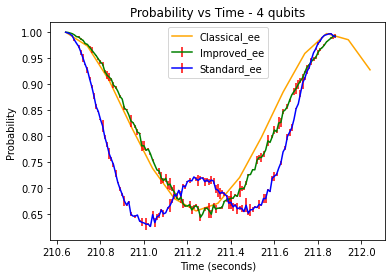 Probability vs Time - 4 qubits
Classical_ee
Improved_ee
Standard_ee
Probability
1.00
0.95
0.90
0.85
0.80
0.75
0.70
0.65
210.6 210.8 211.0 211.2 211.4 211.6 211.8 212.0
Time (seconds)